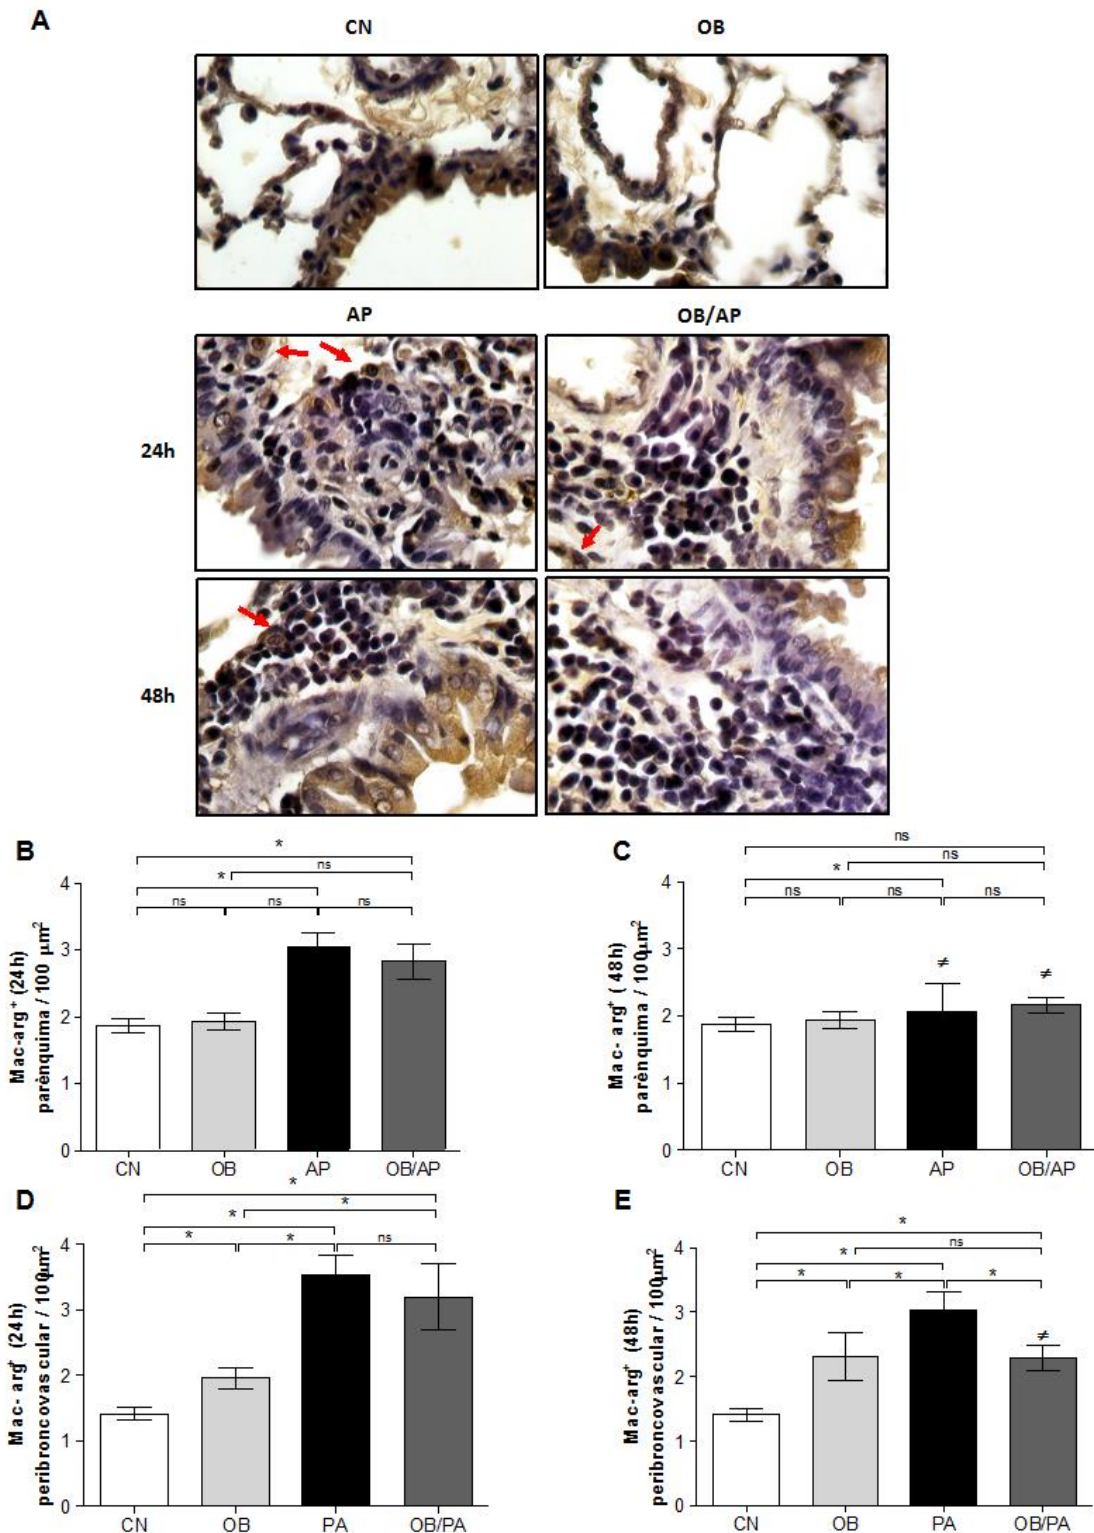 A
CN OB
AP OB/AP
24h
48h
B
*
ns
*
ns ns ns
Mac-arg+ (24h)
parênquima / 100 µm2
4
3
2
1
0
CN OB AP OB/AP
C
ns
ns
*
ns ns ns
Mac- arg+ ( 48h)
parênquima / 100µm2
4
3
2
1
0
≠ ≠
CN OB AP OB/AP
D
*
*
*
* * ns
Mac- arg+ (24h)
peribroncovascular / 100µm2
4
3
2
1
0
CN OB PA OB/PA
E
*
ns
*
* * *
Mac-arg+ (48h)
peribroncovascular / 100µm2
4
3
2
1
0
≠
CN OB PA OB/PA